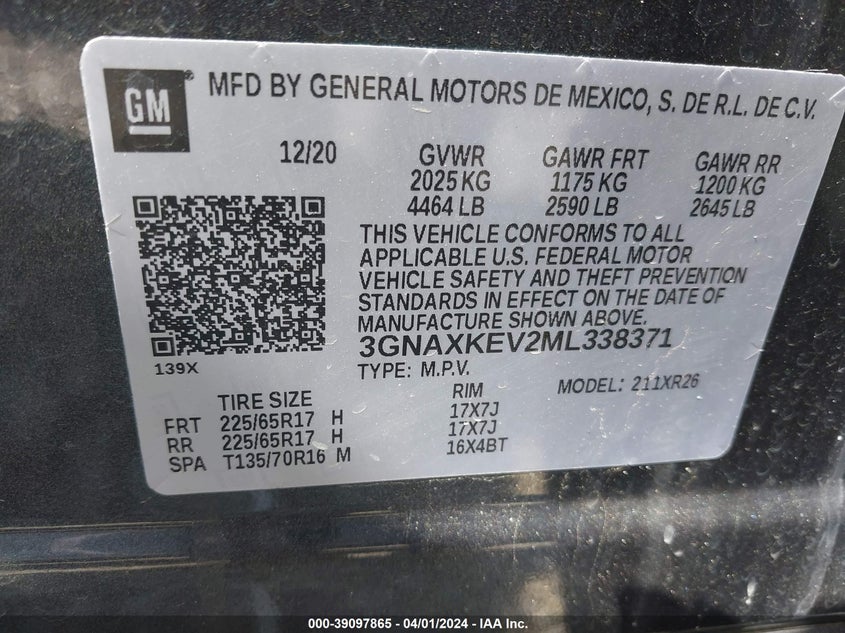 GM
MFD BY GENERAL MOTORS DE MEXICO, S. DE R.L. DE C.V.
12/20 GVWR GAWR FRT GAWR RR
2025 KG 1175 KG 1200 KG
4464 LB 2590 LB 2645 LB
THIS VEHICLE CONFORMS TO ALL
APPLICABLE U.S. FEDERAL MOTOR
VEHICLE SAFETY AND THEFT PREVENTION
STANDARDS IN EFFECT ON THE DATE OF
MANUFACTURE SHOWN ABOVE.
3GNAXKEV2ML338371
139X
TYPE: M.P.V. MODEL: 211XR26
TIRE SIZE RIM
FRT 225/65R17 H 17X7J
RR 225/65R17 H 17X7J
SPA T135/70R16 M 16X4BT
000-39097865 / 04/01/2024 - IAA Inc.